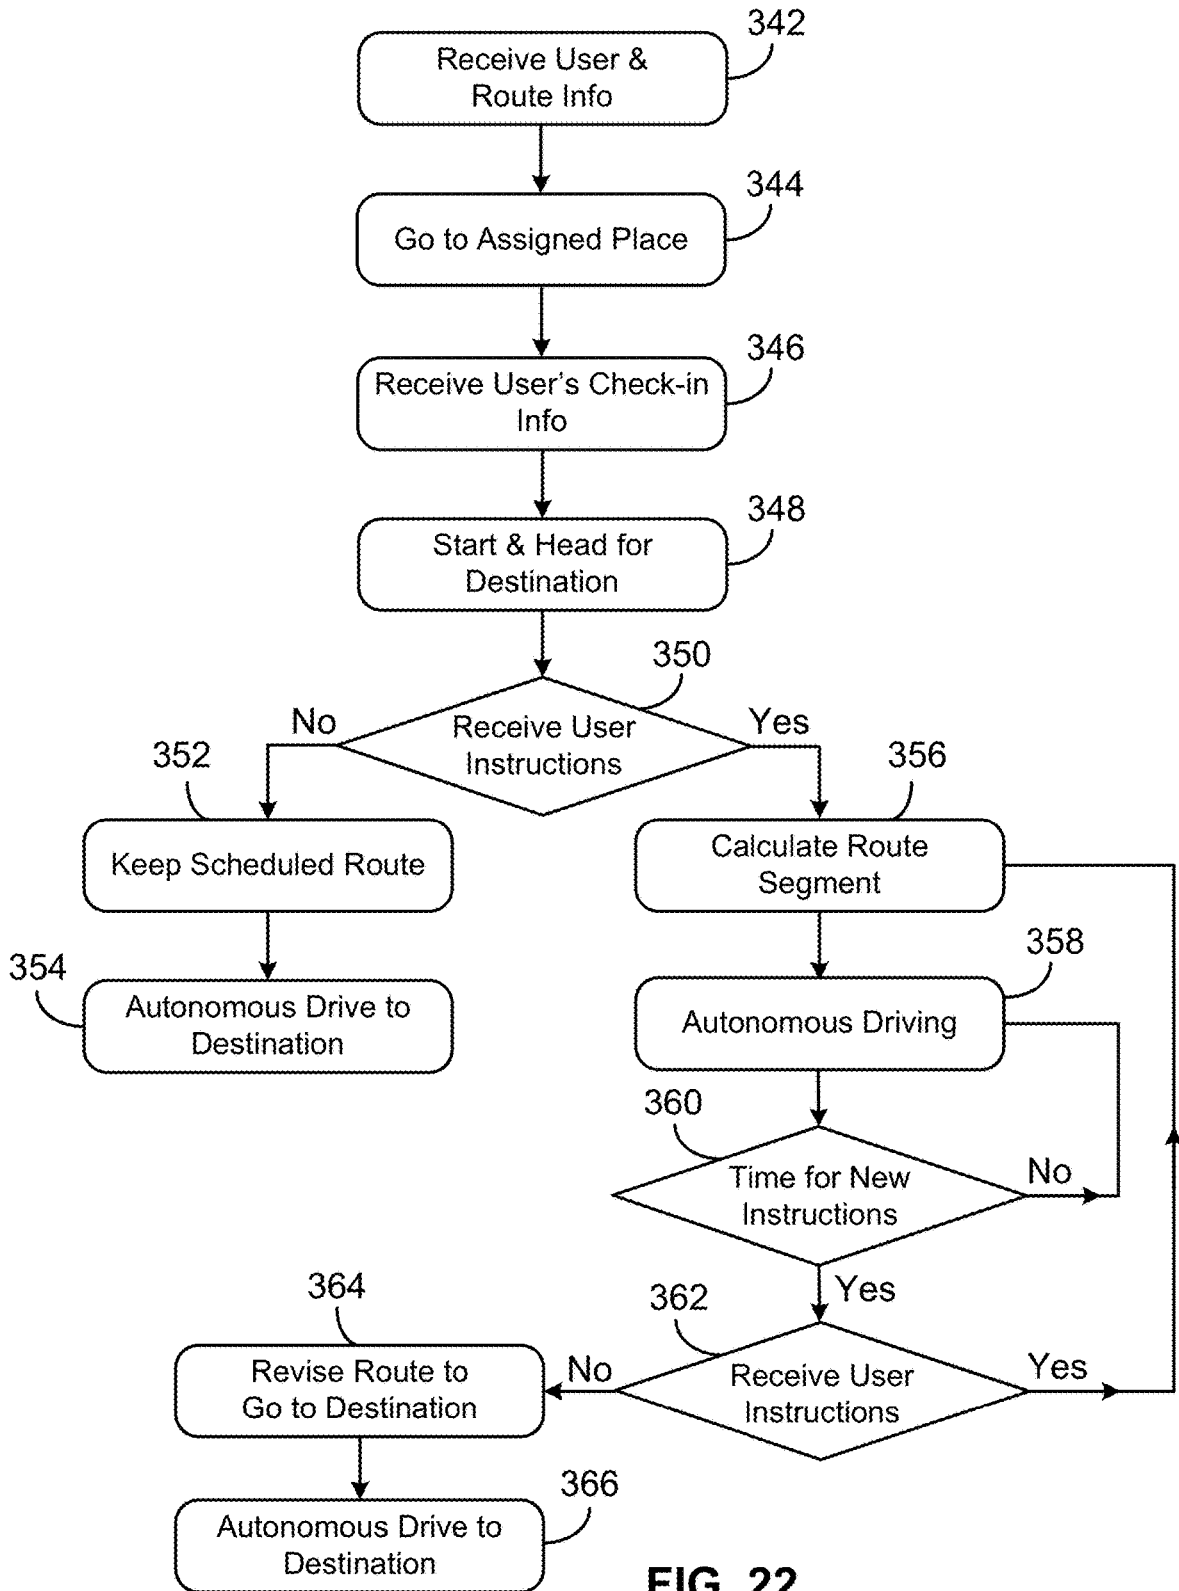 342
Receive User &
Route Info
344
Go to Assigned Place
346
Receive User's Check-in
Info
348
Start & Head for
Destination
350
No
Receive User
Instructions
Yes
352
356
Keep Scheduled Route
Calculate Route
Segment
354
358
Autonomous Drive to
Destination
Autonomous Driving
360
Time for New
Instructions
No
Yes
364
362
Revise Route to
Go to Destination
No
Receive User
Instructions
Yes
366
Autonomous Drive to
Destination
FIG. 22